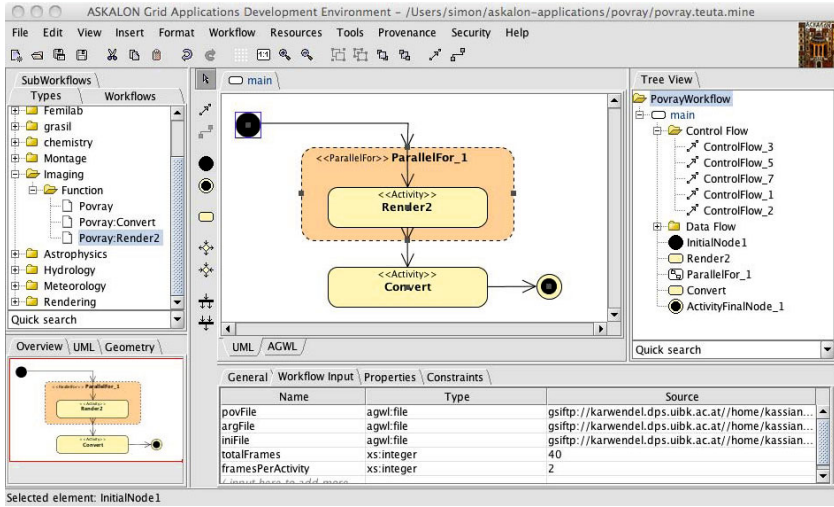 ASKALON Grid Applications Development Environment - /Users/simon/askalon-applications/povray/povray.teuta.mine
File Edit View Insert Format Workflow Resources Tools Provenance Security Help
SubWorkflows
Types Workflows
Femilab
grasil
chemistry
Montage
Imaging
Function
Povray
Povray:Convert
Povray:Render2
Astrophysics
Hydrology
Meteorology
Rendering
Quick search
Overview UML Geometry
ParallelFor_1
<<Activity>>
Render2
<<Activity>>
Convert
main
<<ParallelFor>> ParallelFor_1
<<Activity>>
Render2
<<Activity>>
Convert
UML AGWL
Tree View
PovrayWorkflow
main
Control Flow
ControlFlow_3
ControlFlow_5
ControlFlow_7
ControlFlow_1
ControlFlow_2
Data Flow
InitialNode1
Render2
ParallelFor_1
Convert
ActivityFinalNode_1
Quick search
General Workflow Input Properties Constraints
Name Type Source
povFile agwl:file gsiftp://karwendel.dps.uibk.ac.at//home/kassian...
argFile agwl:file gsiftp://karwendel.dps.uibk.ac.at//home/kassian...
iniFile agwl:file gsiftp://karwendel.dps.uibk.ac.at//home/kassian...
totalFrames xs:integer 40
framesPerActivity xs:integer 2
Selected element: InitialNode1